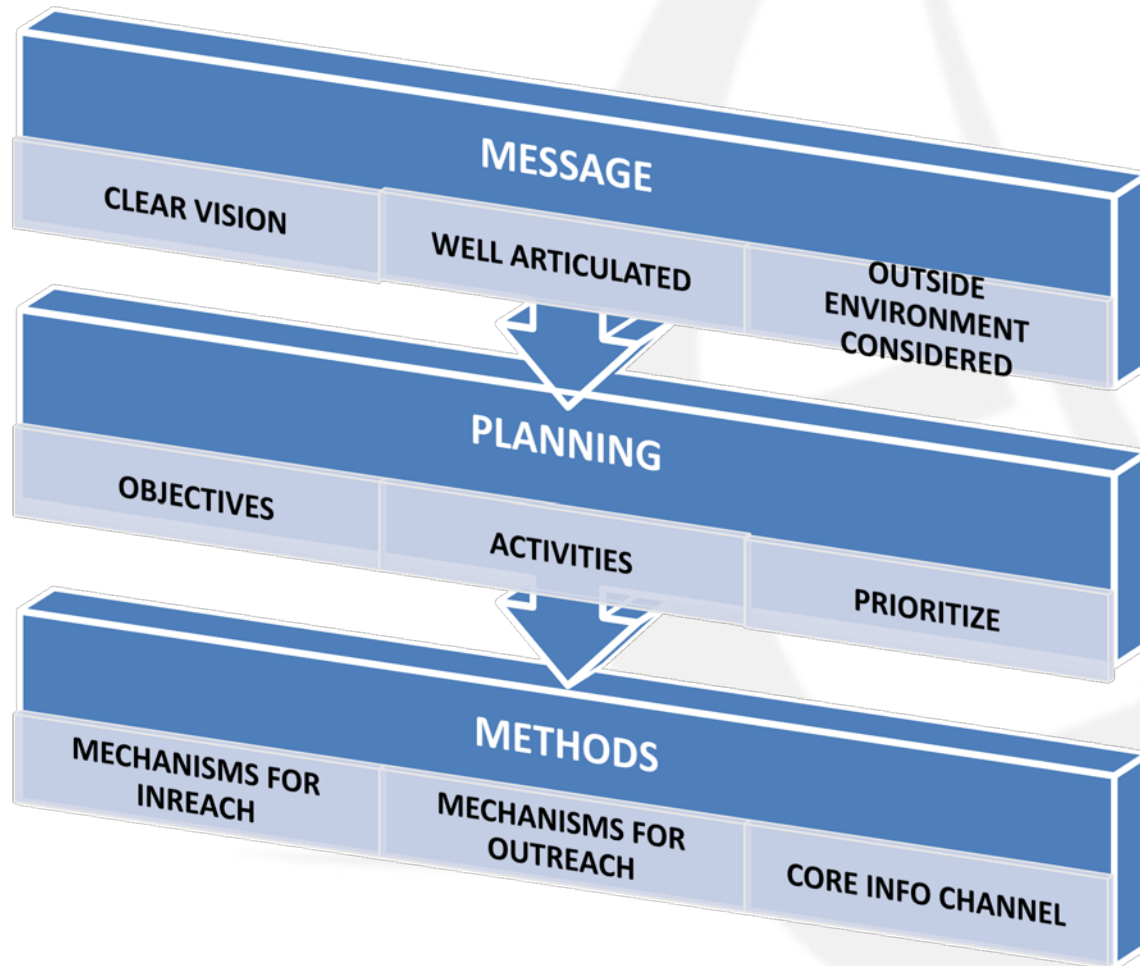 MESSAGE
CLEAR VISION
WELL ARTICULATED
OUTSIDE
ENVIRONMENT
CONSIDERED
PLANNING
OBJECTIVES
ACTIVITIES
PRIORITIZE
METHODS
MECHANISMS FOR
INREACH
MECHANISMS FOR
OUTREACH
CORE INFO CHANNEL